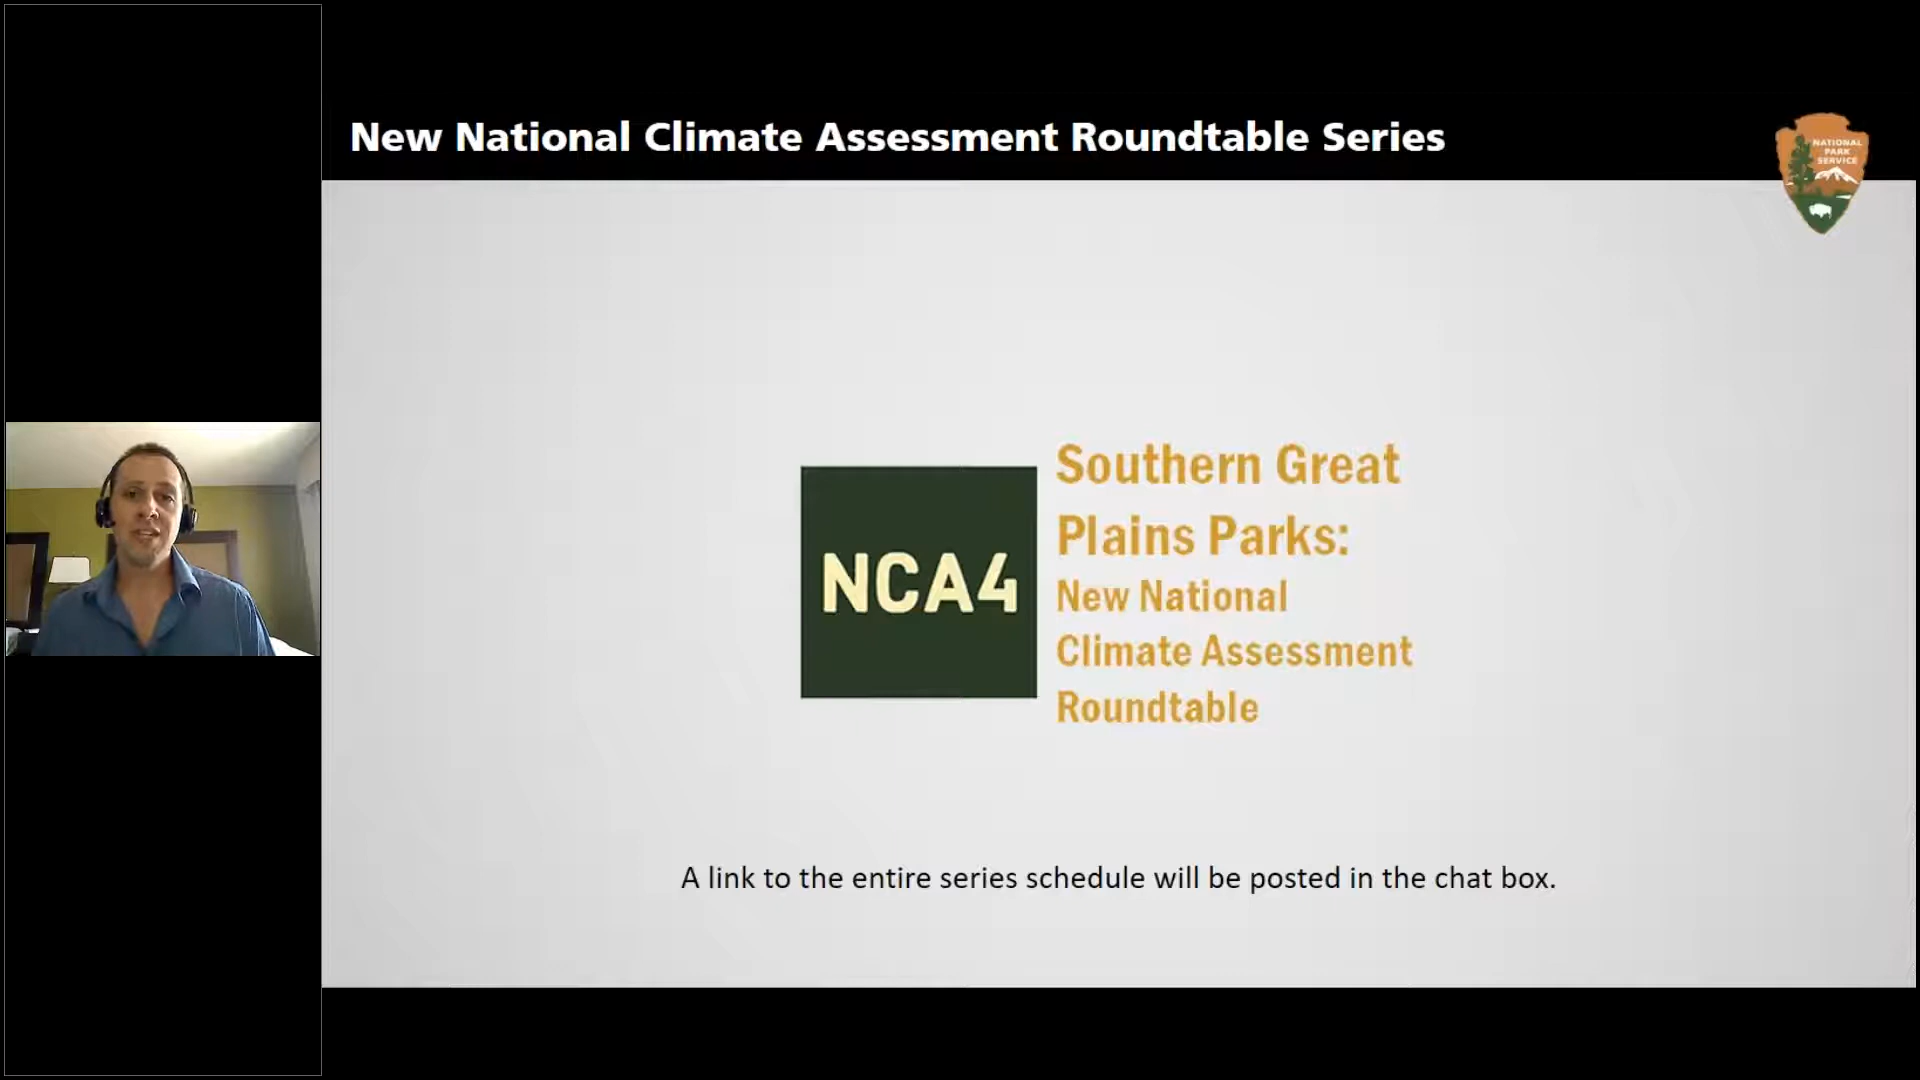 New National Climate Assessment Roundtable Series
NATIONAL
PARK
SERVICE
NCA4
Southern Great
Plains Parks:
New National
Climate Assessment
Roundtable
A link to the entire series schedule will be posted in the chat box.